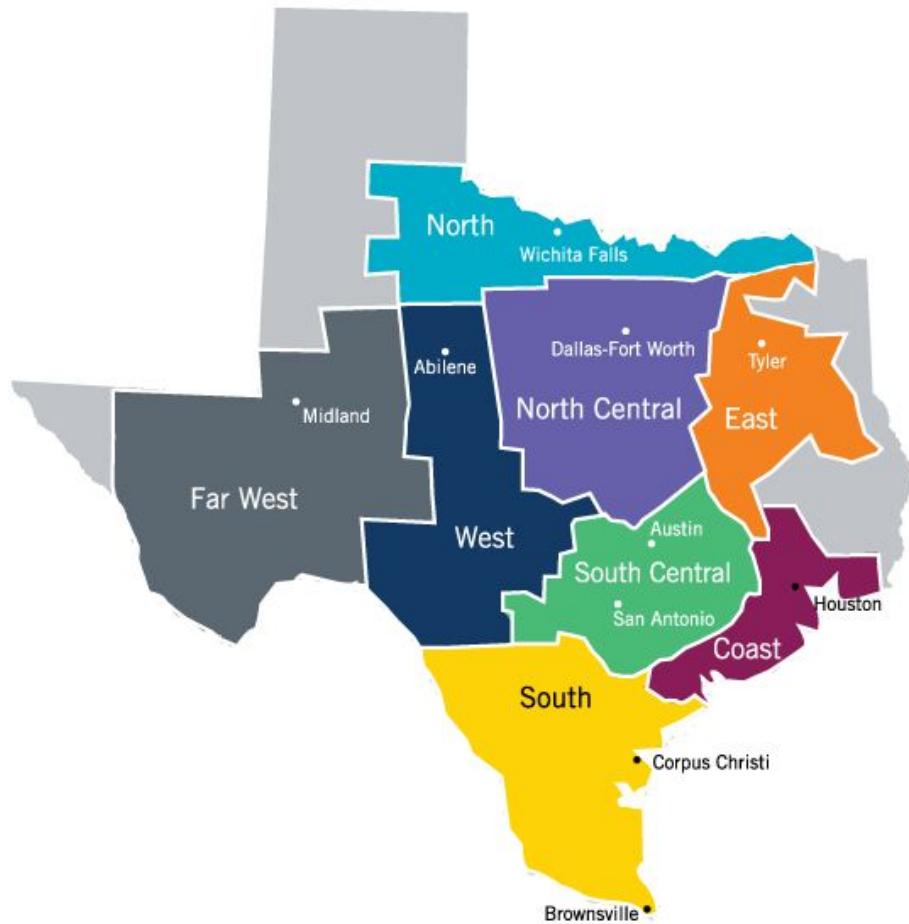 North
Wichita Falls
Abilene
Dallas-Fort Worth
Tyler
Midland
North Central
East
Far West
West
Austin
South Central
San Antonio
Houston
Coast
South
Corpus Christi
Brownsville